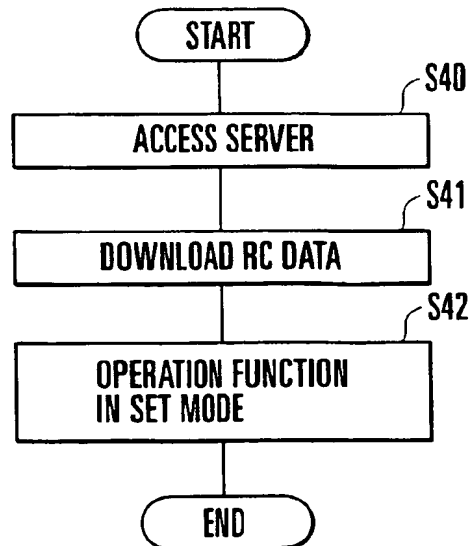 START
S40
ACCESS SERVER
S41
DOWNLOAD RC DATA
S42
OPERATION FUNCTION
IN SET MODE
END